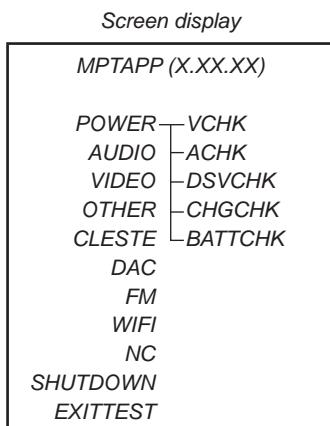 Screen display
MPTAPP (X.XX.XX)
POWER VCHK
AUDIO ACHK
VIDEO DSVCHK
OTHER CHGCHK
CLESTE BATTCHK
DAC
FM
WIFI
NC
SHUTDOWN
EXITTEST